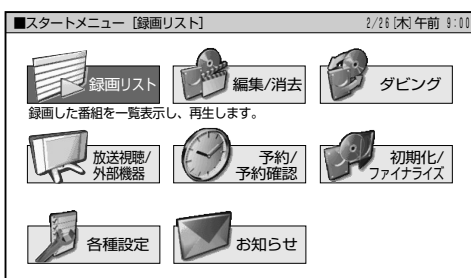 ■スタートメニュー [録画リスト] 2/26[木]午前 9:00
録画リスト
編集/消去
ダビング
録画した番組を一覧表示し、再生します。
放送視聴/
外部機器
予約/
予約確認
初期化/
ファイナライズ
各種設定
お知らせ